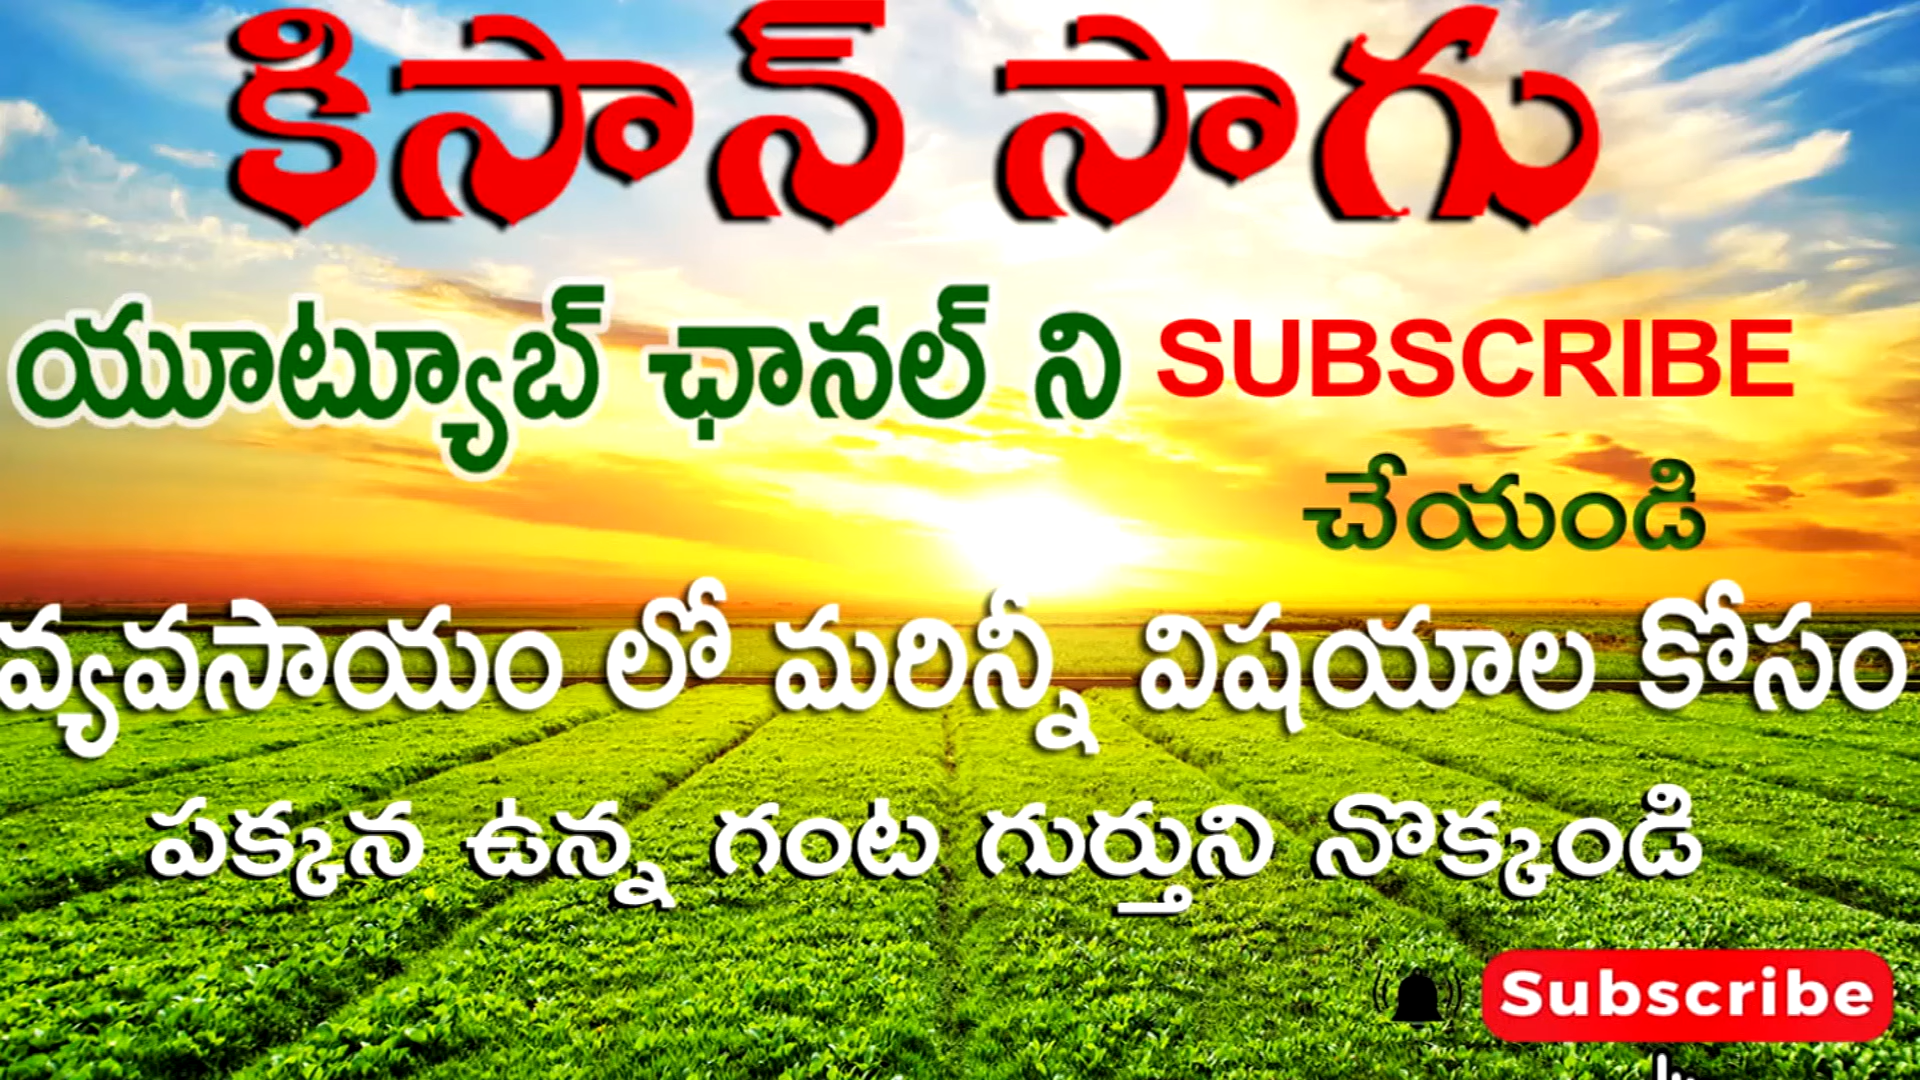 కిసాన్ సాగు
యూట్యూబ్ ఛానల్ ని SUBSCRIBE
చేయండి
వ్యవసాయం లో మరిన్నీ విషయాల కోసం
పక్కన ఉన్న గంట గుర్తుని నొక్కండి
Subscribe